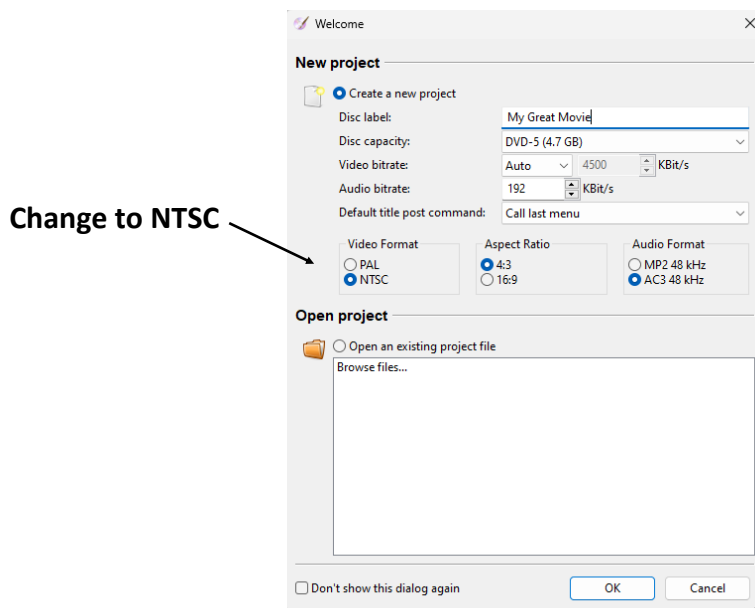 Welcome
New project
Create a new project
Disc label: My Great Movie
Disc capacity: DVD-5 (4.7 GB)
Video bitrate: Auto 4500 KBit/s
Audio bitrate: 192 KBit/s
Default title post command: Call last menu
Change to NTSC
Video Format Aspect Ratio Audio Format
PAL 4:3 MP2 48 kHz
NTSC 16:9 AC3 48 kHz
Open project
Open an existing project file
Browse files...
Don't show this dialog again OK Cancel